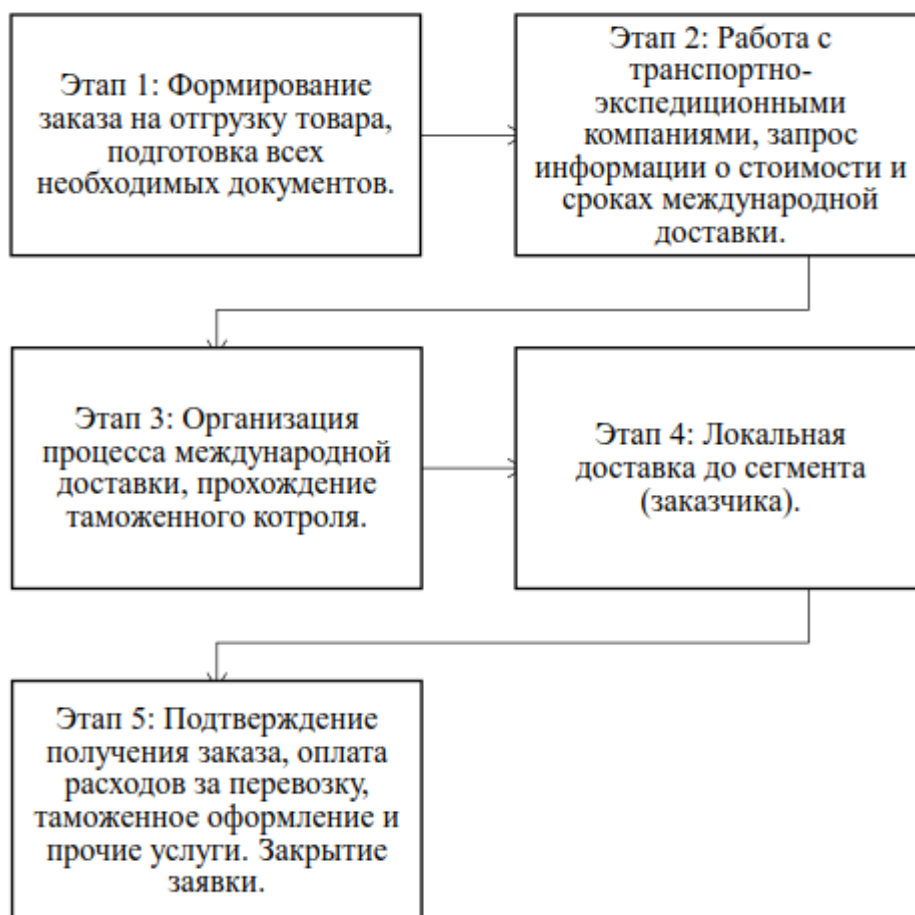 Этап 1: Формирование
заказа на отгрузку товара,
подготовка всех
необходимых документов.
Этап 2: Работа с
транспортно-
экспедиционными
компаниями, запрос
информации о стоимости и
сроках международной
доставки.
Этап 3: Организация
процесса международной
доставки, прохождение
таможенного котроля.
Этап 4: Локальная
доставка до сегмента
(заказчика).
Этап 5: Подтверждение
получения заказа, оплата
расходов за перевозку,
таможенное оформление и
прочие услуги. Закрытие
заявки.